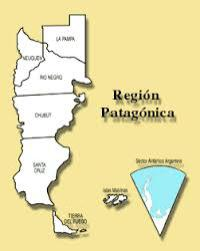 LA PAMPA
NEUQUEN
RIO NEGRO
Región
Patagónica
CHUBUT
Sector Antártico Argentino
SANTA
CRUZ
Islas Malvinas
TIERRA
DEL FUEGO